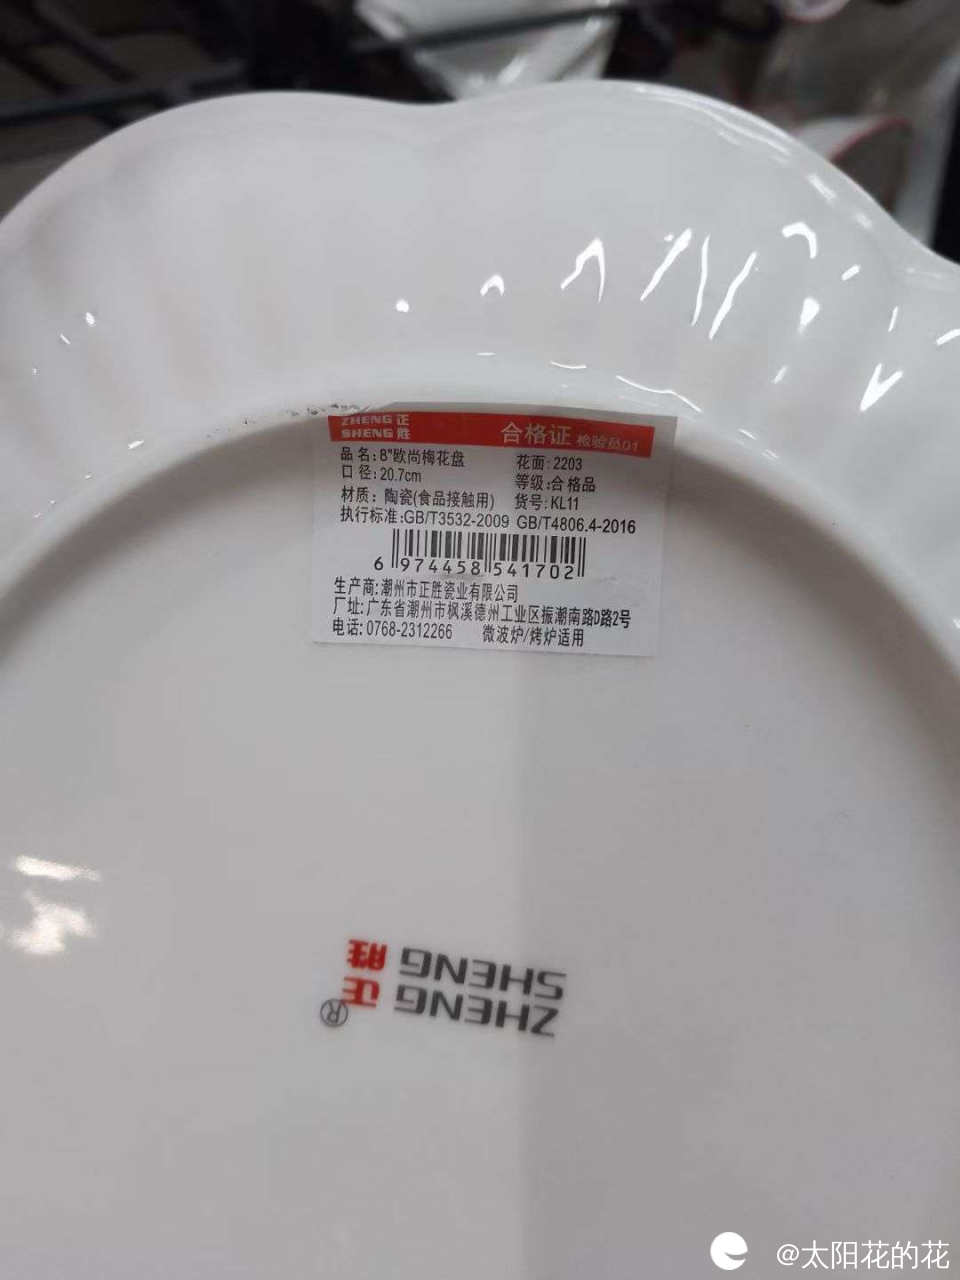 ZHENG 正
SHENG 胜
合格证 检验员01
品名:8"欧尚梅花盘 花面:2203
口径:20.7cm 等级:合格品
材质：陶瓷(食品接触用) 货号:KL11
执行标准:GB/T3532-2009 GB/T4806.4-2016
6 974458 541702
生产商:潮州市正胜瓷业有限公司
厂址:广东省潮州市枫溪德州工业区振潮南路D路2号
电话:0768-2312266 微波炉/烤炉适用
ZHENG 正
SHENG 胜
®
@太阳花的花